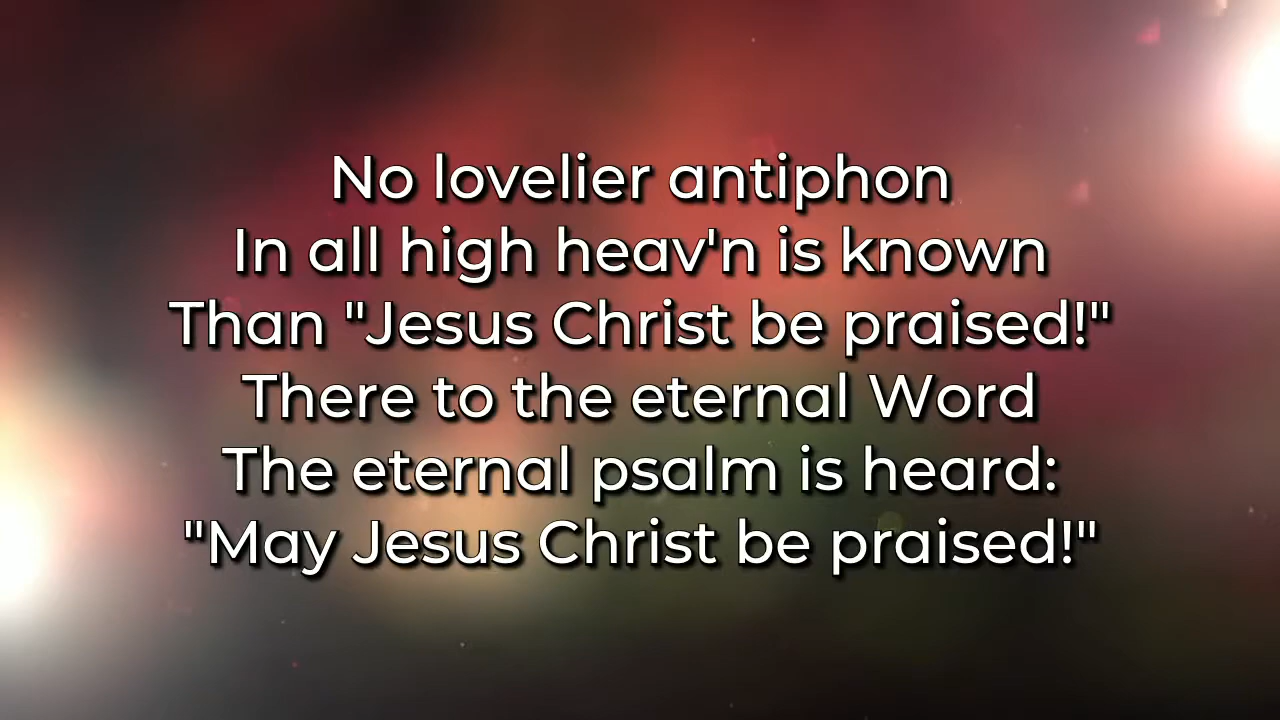 No lovelier antiphon
In all high heav'n is known
Than "Jesus Christ be praised!"
There to the eternal Word
The eternal psalm is heard:
"May Jesus Christ be praised!"